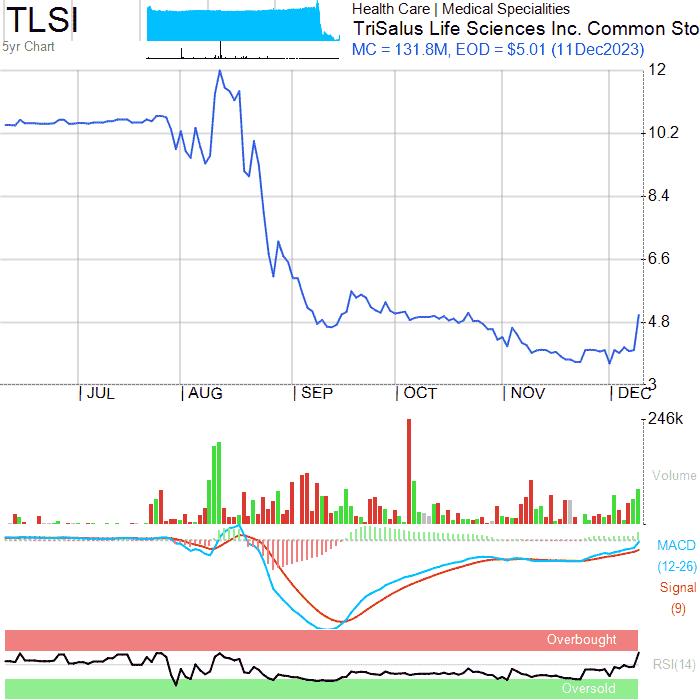 TLSI
5yr Chart
Health Care | Medical Specialities
TriSalus Life Sciences Inc. Common Sto
MC = 131.8M, EOD = $5.01 (11Dec2023)
12
10.2
8.4
6.6
4.8
3
JUL
AUG
SEP
OCT
NOV
DEC
246k
Volume
MACD
(12-26)
Signal
(9)
Overbought
RSI(14)
Oversold